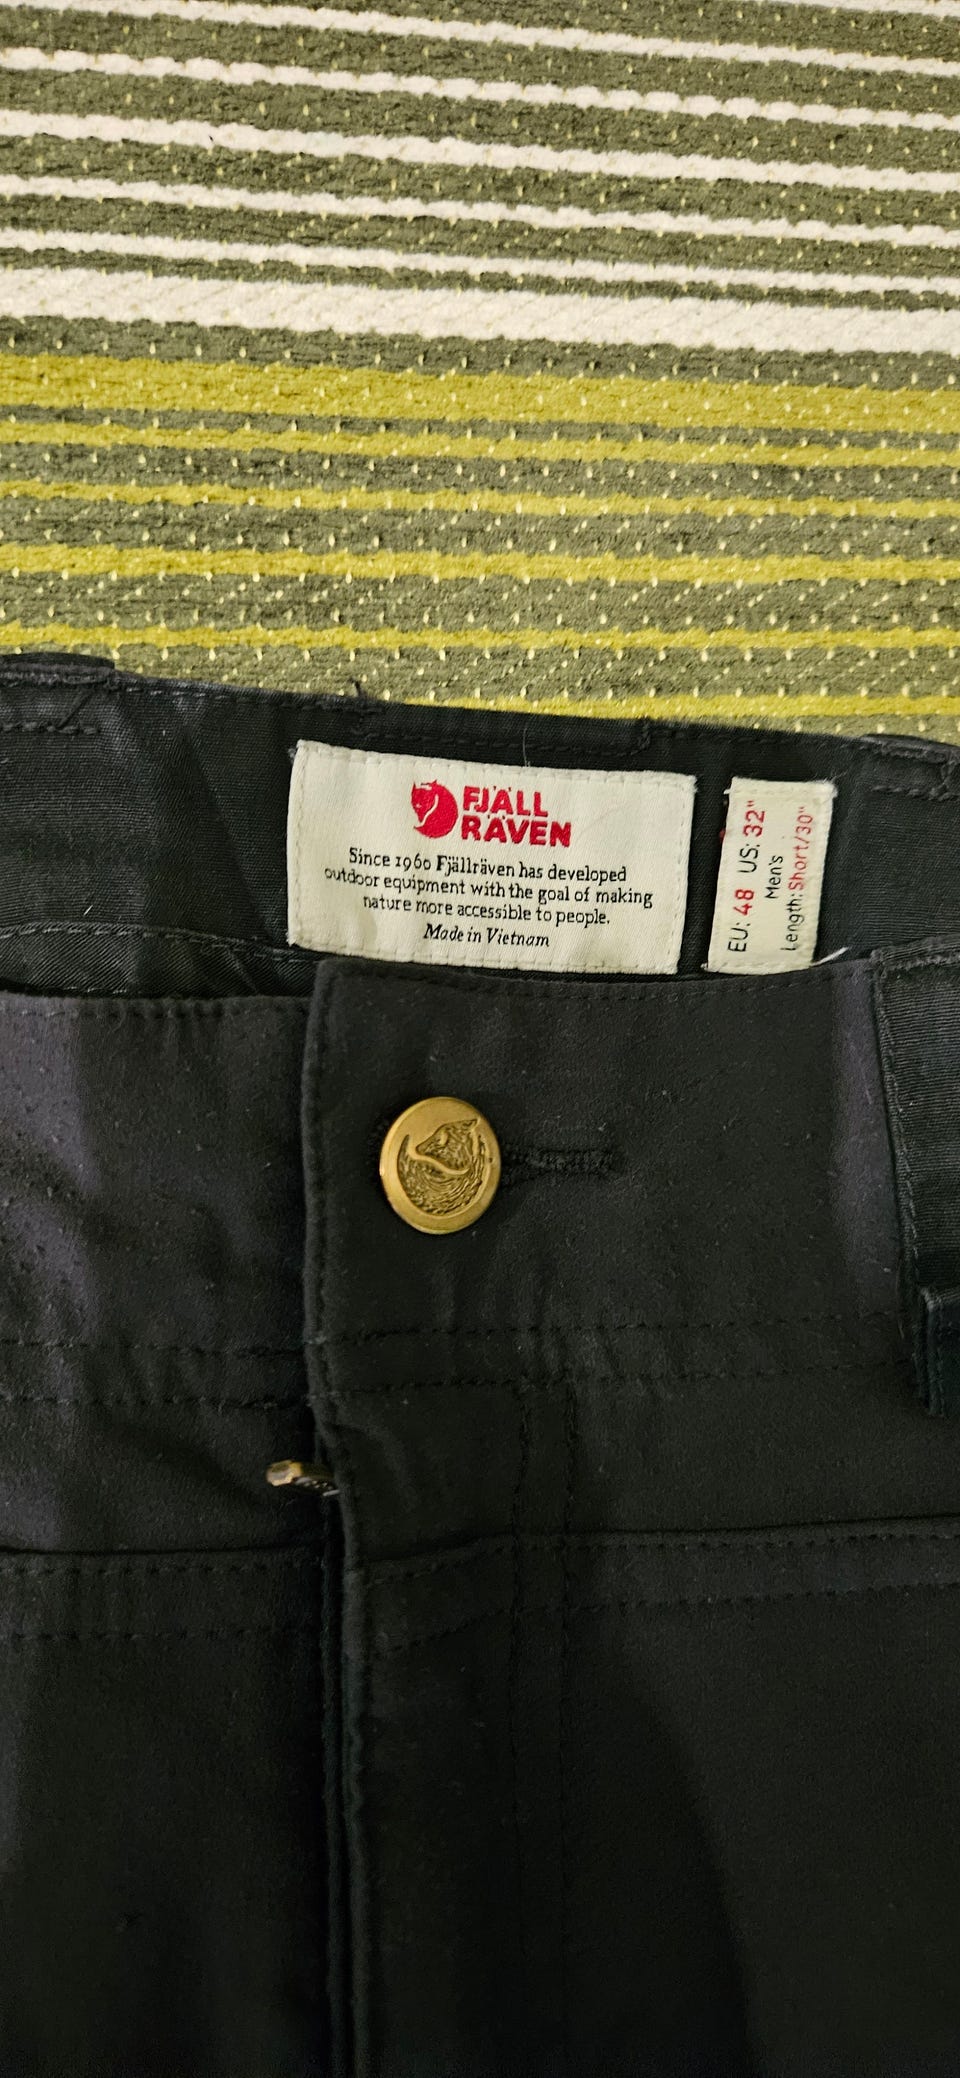 FJÄLL
RÄVEN
Since 1960 Fjällräven has developed
outdoor equipment with the goal of making
nature more accessible to people.
Made in Vietnam
EU: 48 US: 32"
Men's
Length: Short/30"